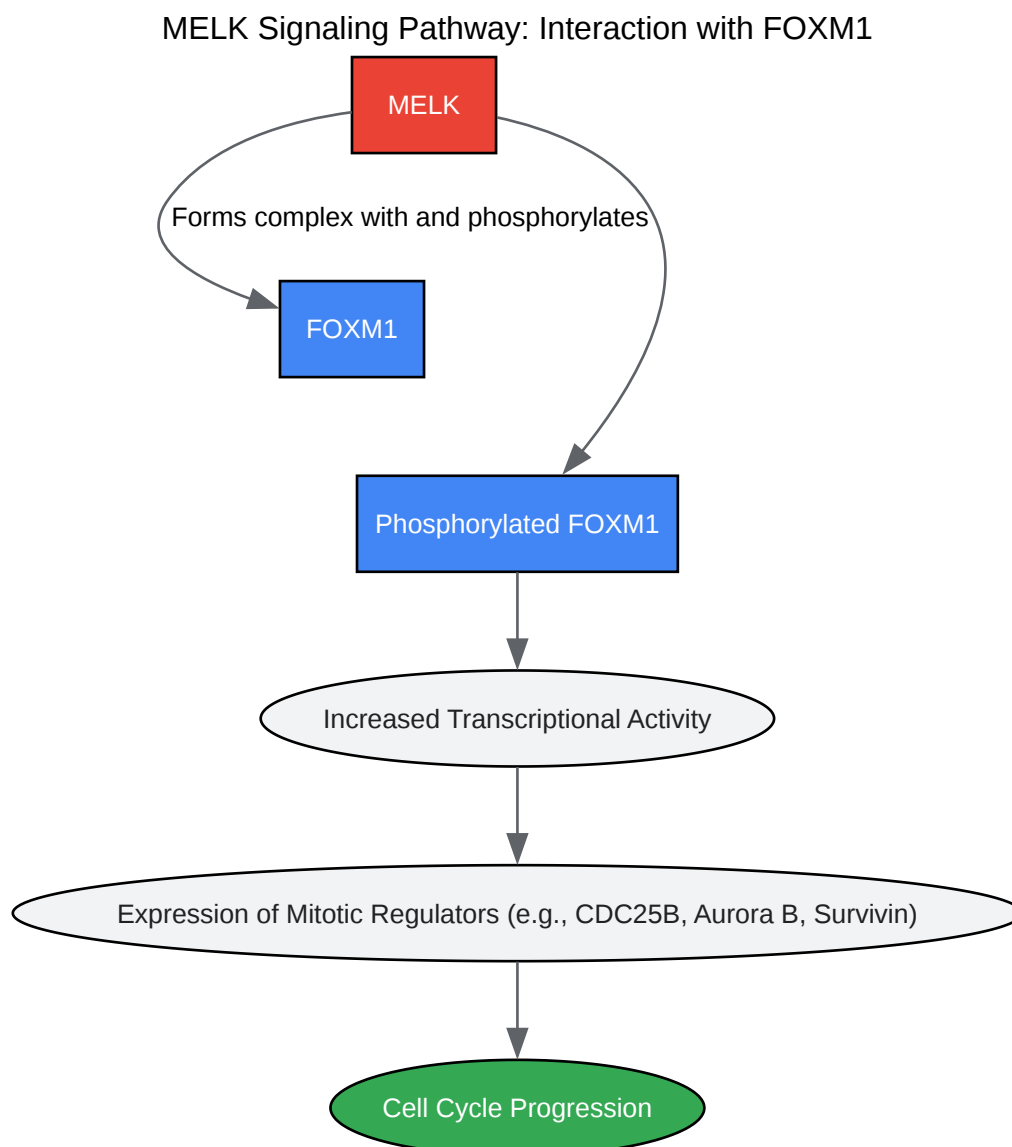 MELK Signaling Pathway: Interaction with FOXM1
MELK
Forms complex with and phosphorylates
FOXM1
Phosphorylated FOXM1
Increased Transcriptional Activity
Expression of Mitotic Regulators (e.g., CDC25B, Aurora B, Survivin)
Cell Cycle Progression